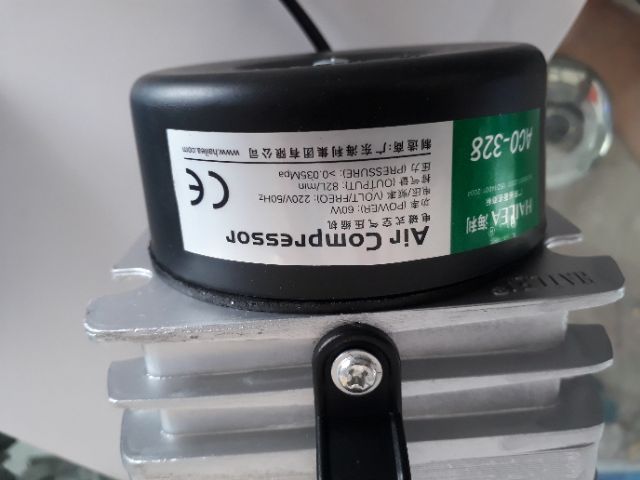 HAILEA 海利
ACO-328
Air Compressor
电磁式空气压缩机
功率 (POWER): 60W
电压/频率 (VOLT/FREQ): 220V/50Hz
排气量 (OUTPUT): 82L/min
压力 (PRESSURE): >0.035Mpa
制造商:广东海利集团有限公司
www.hailea.com
CE
HAILEA